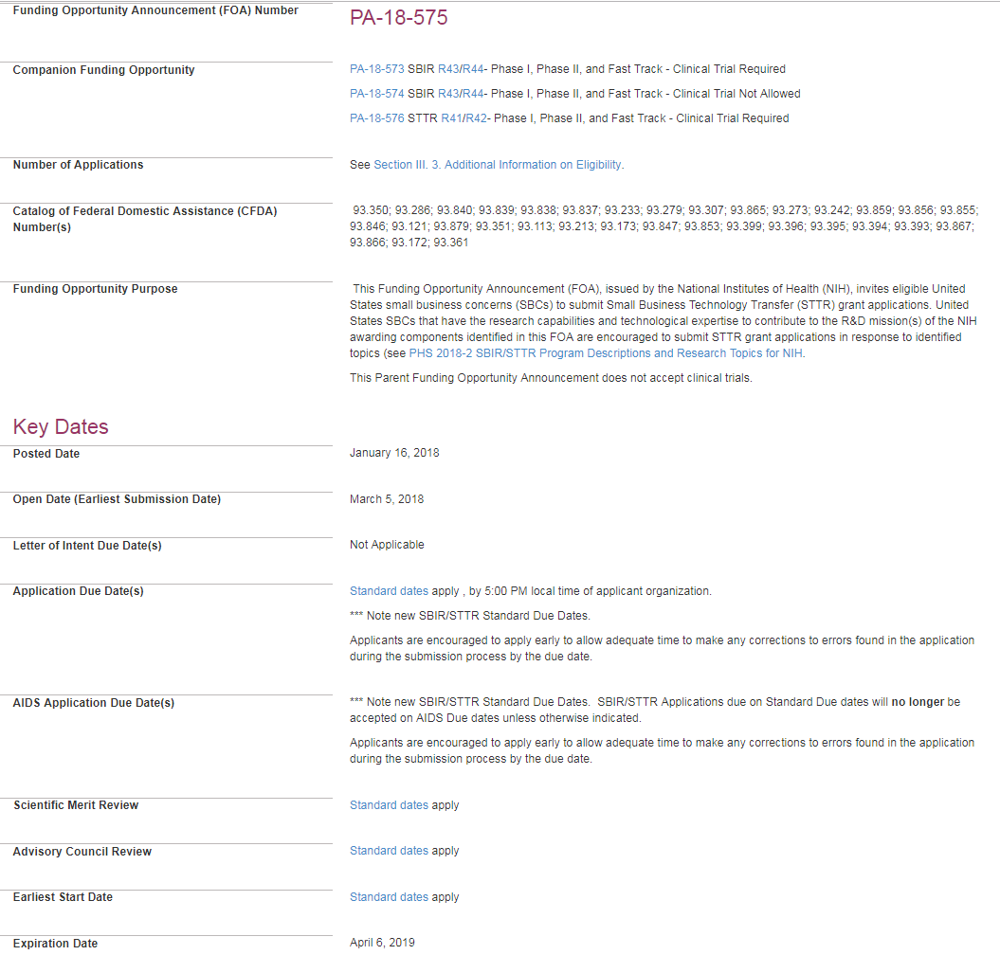 Funding Opportunity Announcement (FOA) Number
PA-18-575
Companion Funding Opportunity
PA-18-573 SBIR R43/R44- Phase I, Phase II, and Fast Track - Clinical Trial Required
PA-18-574 SBIR R43/R44- Phase I, Phase II, and Fast Track - Clinical Trial Not Allowed
PA-18-576 STTR R41/R42- Phase I, Phase II, and Fast Track - Clinical Trial Required
Number of Applications
See Section III. 3. Additional Information on Eligibility.
Catalog of Federal Domestic Assistance (CFDA)
Number(s)
93.350; 93.286; 93.840; 93.839; 93.838; 93.837; 93.233; 93.279; 93.307; 93.865; 93.273; 93.242; 93.859; 93.856; 93.855;
93.846; 93.121; 93.879; 93.351; 93.113; 93.213; 93.173; 93.847; 93.853; 93.399; 93.396; 93.395; 93.394; 93.393; 93.867;
93.866; 93.172; 93.361
Funding Opportunity Purpose
This Funding Opportunity Announcement (FOA), issued by the National Institutes of Health (NIH), invites eligible United
States small business concerns (SBCs) to submit Small Business Technology Transfer (STTR) grant applications. United
States SBCs that have the research capabilities and technological expertise to contribute to the R&D mission(s) of the NIH
awarding components identified in this FOA are encouraged to submit STTR grant applications in response to identified
topics (see PHS 2018-2 SBIR/STTR Program Descriptions and Research Topics for NIH.
This Parent Funding Opportunity Announcement does not accept clinical trials.
Key Dates
Posted Date
January 16, 2018
Open Date (Earliest Submission Date)
March 5, 2018
Letter of Intent Due Date(s)
Not Applicable
Application Due Date(s)
Standard dates apply , by 5:00 PM local time of applicant organization.
*** Note new SBIR/STTR Standard Due Dates.
Applicants are encouraged to apply early to allow adequate time to make any corrections to errors found in the application
during the submission process by the due date.
AIDS Application Due Date(s)
*** Note new SBIR/STTR Standard Due Dates.  SBIR/STTR Applications due on Standard Due dates will no longer be
accepted on AIDS Due dates unless otherwise indicated.
Applicants are encouraged to apply early to allow adequate time to make any corrections to errors found in the application
during the submission process by the due date.
Scientific Merit Review
Standard dates apply
Advisory Council Review
Standard dates apply
Earliest Start Date
Standard dates apply
Expiration Date
April 6, 2019